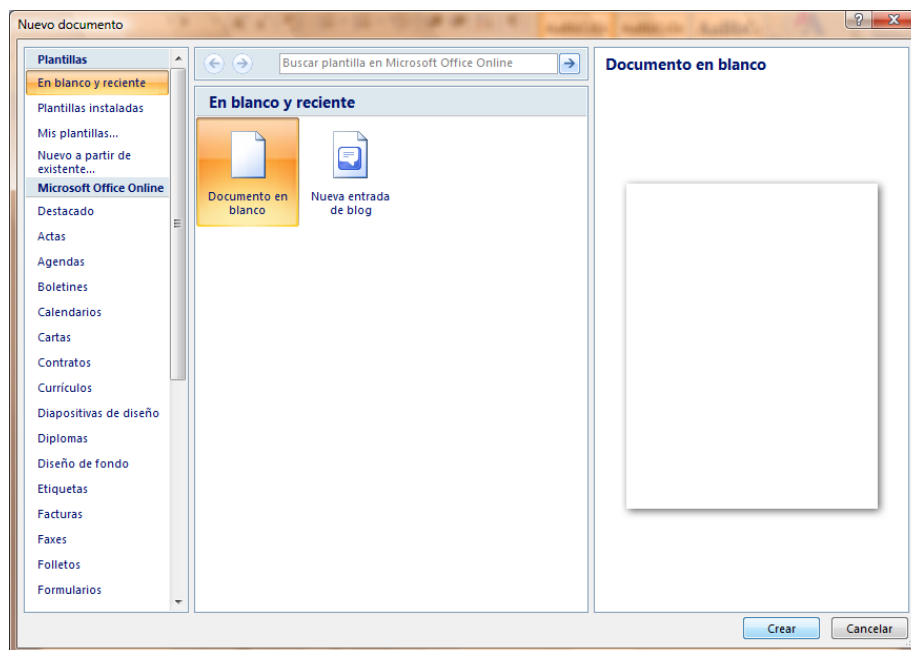 Nuevo documento
Plantillas
En blanco y reciente
Plantillas instaladas
Mis plantillas...
Nuevo a partir de
existente...
Microsoft Office Online
Destacado
Actas
Agendas
Boletines
Calendarios
Cartas
Contratos
Currículos
Diapositivas de diseño
Diplomas
Diseño de fondo
Etiquetas
Facturas
Faxes
Folletos
Formularios
Buscar plantilla en Microsoft Office Online
En blanco y reciente
Documento en
blanco
Nueva entrada
de blog
Documento en blanco
Crear
Cancelar